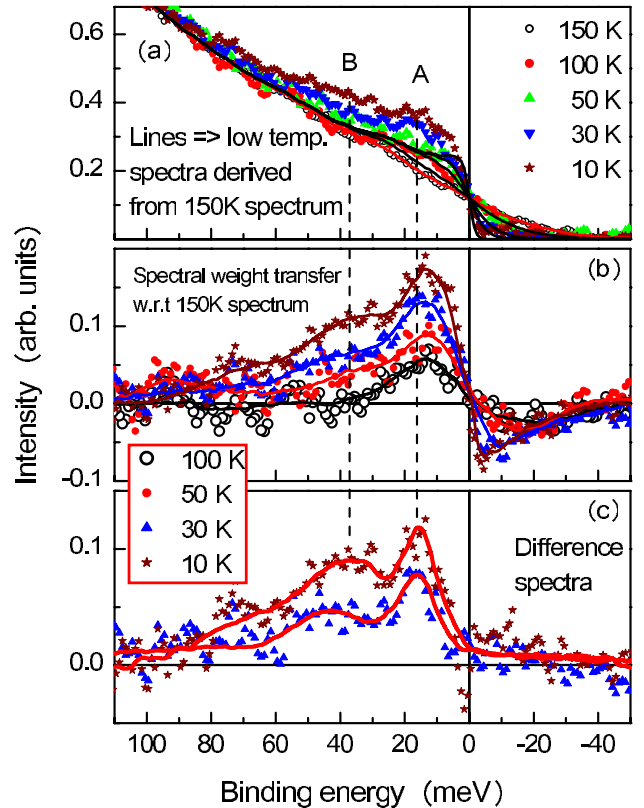 0.6
0.4
0.2
(a)
B
A
150 K
100 K
50 K
30 K
10 K
Lines => low temp.
spectra derived
from 150K spectrum
(b)
Spectral weight transfer
w.r.t 150K spectrum
0.1
0.0
-0.1
Intensity (arb. units)
100 K
50 K
30 K
10 K
(c)
Difference
spectra
0.1
0.0
100 80 60 40 20 0 -20 -40
Binding energy (meV)